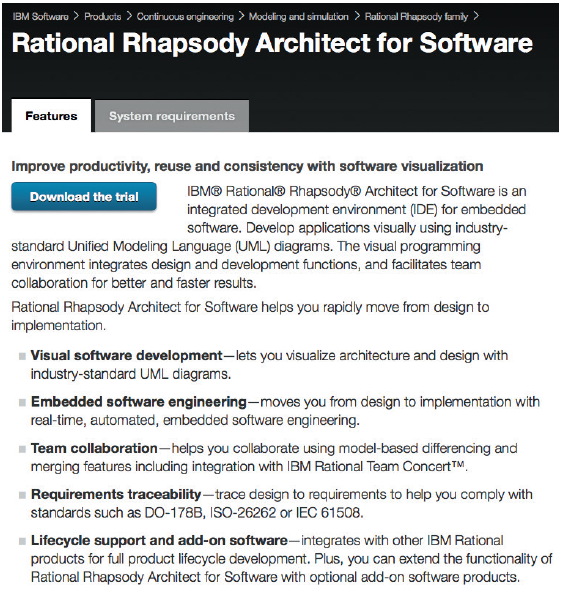 IBM Software > Products > Continuous engineering > Modeling and simulation > Rational Rhapsody family >
Rational Rhapsody Architect for Software
Features System requirements
Improve productivity, reuse and consistency with software visualization
Download the trial
IBM® Rational® Rhapsody® Architect for Software is an
integrated development environment (IDE) for embedded
software. Develop applications visually using industry-
standard Unified Modeling Language (UML) diagrams. The visual programming
environment integrates design and development functions, and facilitates team
collaboration for better and faster results.
Rational Rhapsody Architect for Software helps you rapidly move from design to
implementation.
Visual software development—lets you visualize architecture and design with
industry-standard UML diagrams.
Embedded software engineering—moves you from design to implementation with
real-time, automated, embedded software engineering.
Team collaboration—helps you collaborate using model-based differencing and
merging features including integration with IBM Rational Team Concert™.
Requirements traceability—trace design to requirements to help you comply with
standards such as DO-178B, ISO-26262 or IEC 61508.
Lifecycle support and add-on software—integrates with other IBM Rational
products for full product lifecycle development. Plus, you can extend the functionality of
Rational Rhapsody Architect for Software with optional add-on software products.